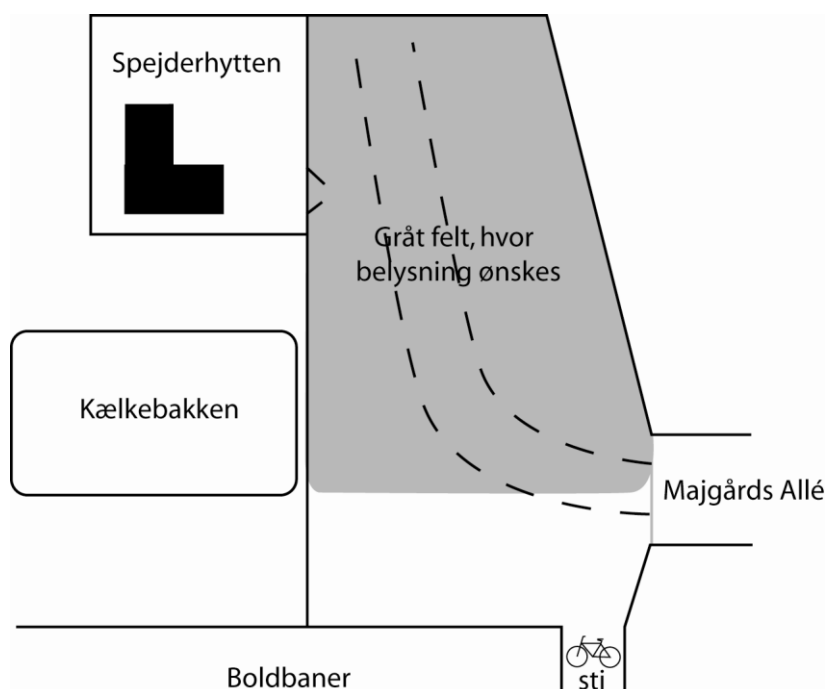 Spejderhytten
Gråt felt, hvor
belysning ønskes
Kælkebakken
Majgårds Allé
Boldbaner
sti